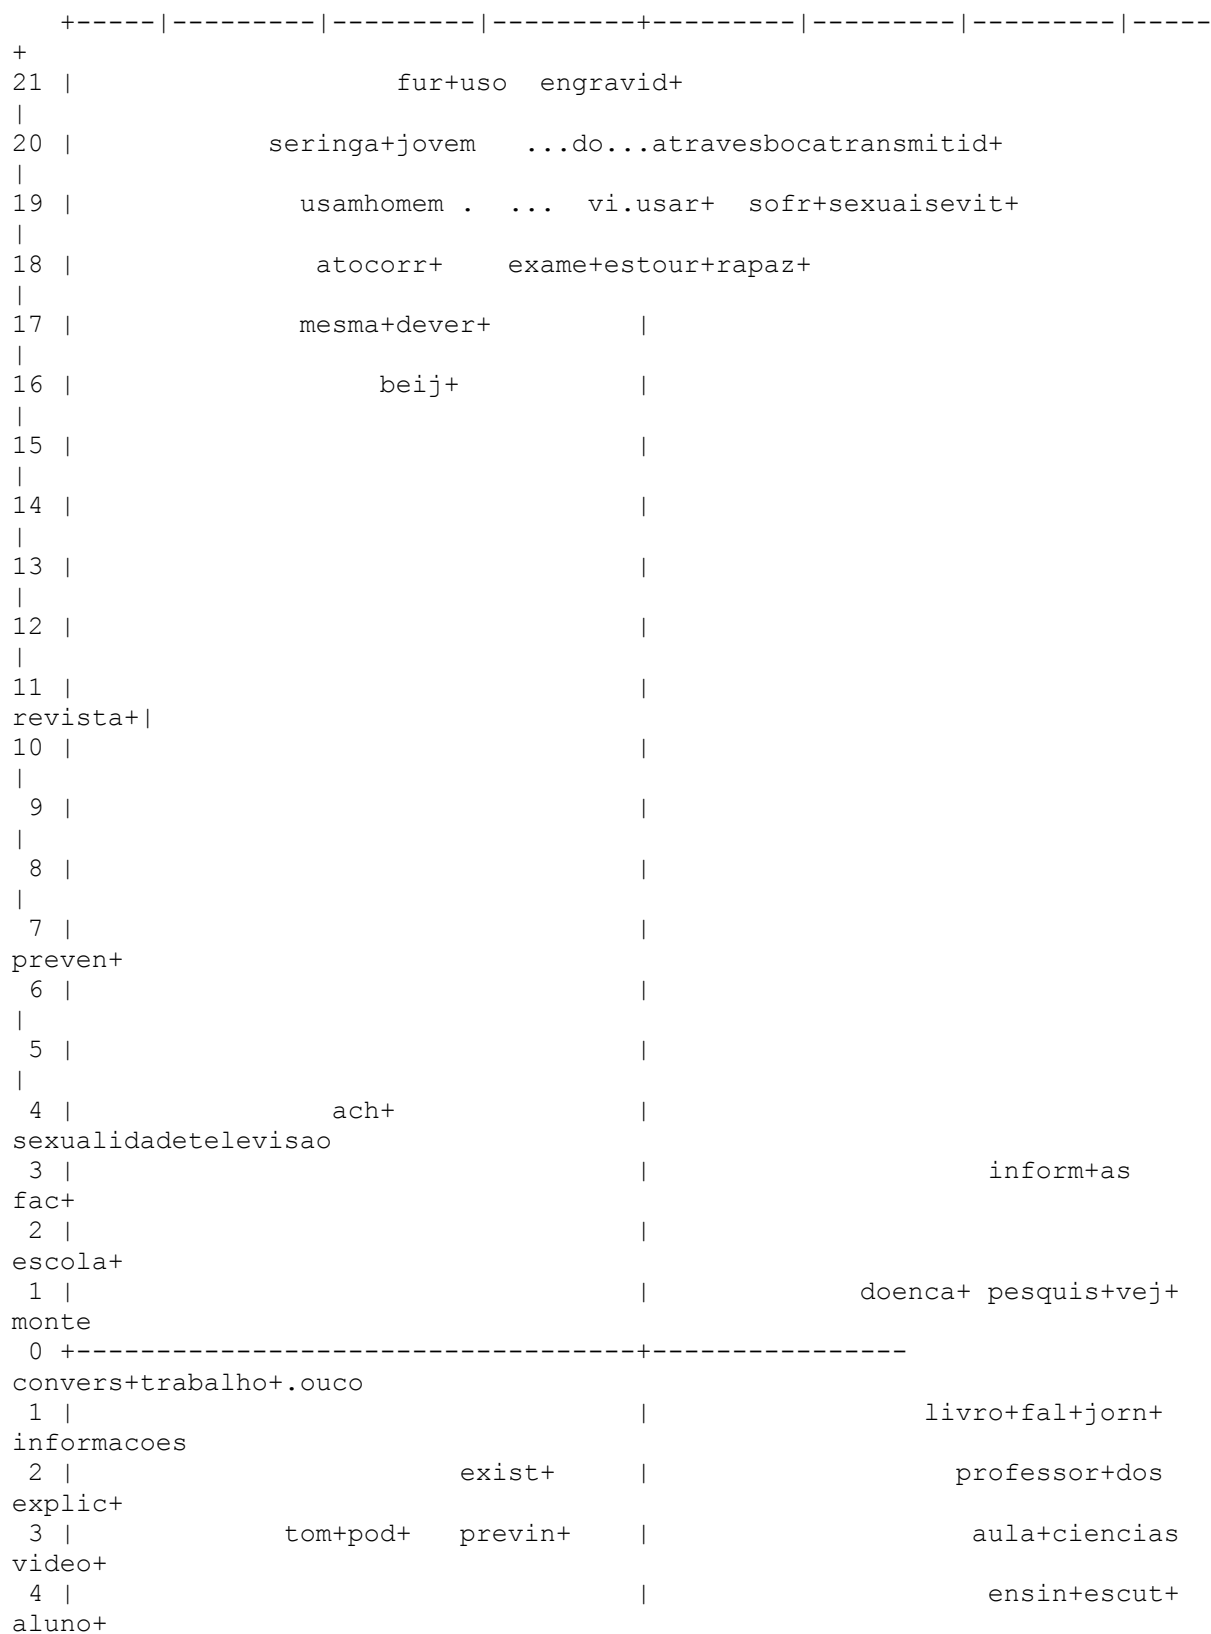 +-----|---------|---------|---------+---------|---------|---------|-----
+
21 |                    fur+uso  engravid+
|
20 |            seringa+jovem   ...do...atravesbocatransmitid+
|
19 |              usamhomem .  ...  vi.usar+  sofr+sexuaisevit+
|
18 |               atocorr+    exame+estour+rapaz+
|
17 |              mesma+dever+         |
|
16 |                   beij+           |
|
15 |                                   |
|
14 |                                   |
|
13 |                                   |
|
12 |                                   |
|
11 |                                   |
revista+|
10 |                                   |
|
9 |                                   |
|
8 |                                   |
|
7 |                                   |
preven+
6 |                                   |
|
5 |                                   |
|
4 |                ach+               |
sexualidadetelevisao
3 |                                   |                     inform+as
fac+
2 |                                   |
escola+
1 |                                   |             doenca+ pesquis+vej+
monte
0 +-----------------------------------+----------------
convers+trabalho+.ouco
1 |                                   |                 livro+fal+jorn+
informacoes
2 |                        exist+     |                   professor+dos
explic+
3 |             tom+pod+   previn+    |                    aula+ciencias
video+
4 |                                   |                     ensin+escut+
aluno+